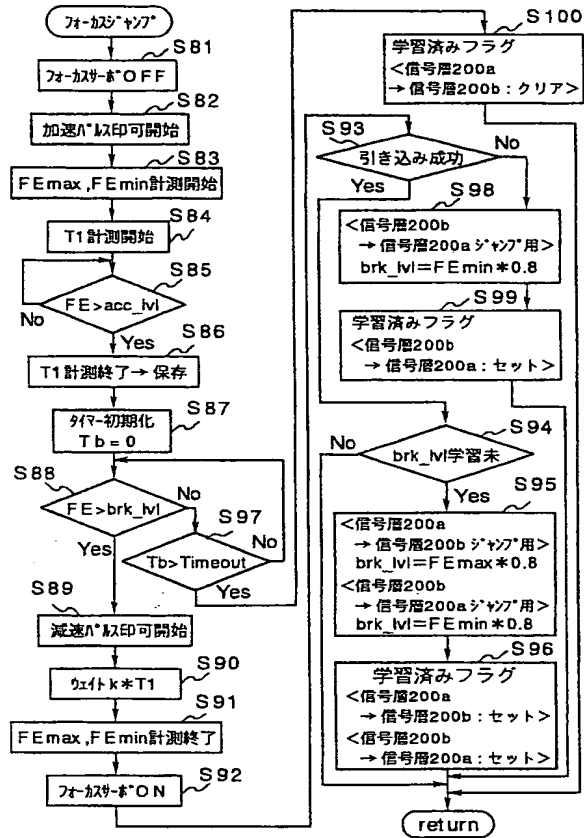 フォーカスジャンプ
S81
フォーカスサーボOFF
S82
加速パルス印可開始
S83
FEmax,FEmin計測開始
S84
T1計測開始
S85
FE>acc_lvl
No
Yes
S86
T1計測終了→保存
S87
タイマー初期化
Tb=0
S88
FE>brk_lvl
No
Yes
S97
Tb>Timeout
No
Yes
S89
減速パルス印可開始
S90
ウェイトk*T1
S91
FEmax,FEmin計測終了
S92
フォーカスサーボON
S100
学習済みフラグ
<信号層200a
→信号層200b:クリア>
S93
引き込み成功
No
Yes
S98
<信号層200b
→信号層200aジャンプ用>
brk_lvl=FEmin*0.8
S99
学習済みフラグ
<信号層200b
→信号層200a:セット>
S94
No
brk_lvl学習未
Yes
S95
<信号層200a
→信号層200bジャンプ用>
brk_lvl=FEmax*0.8
<信号層200b
→信号層200aジャンプ用>
brk_lvl=FEmin*0.8
S96
学習済みフラグ
<信号層200a
→信号層200b:セット>
<信号層200b
→信号層200a:セット>
return